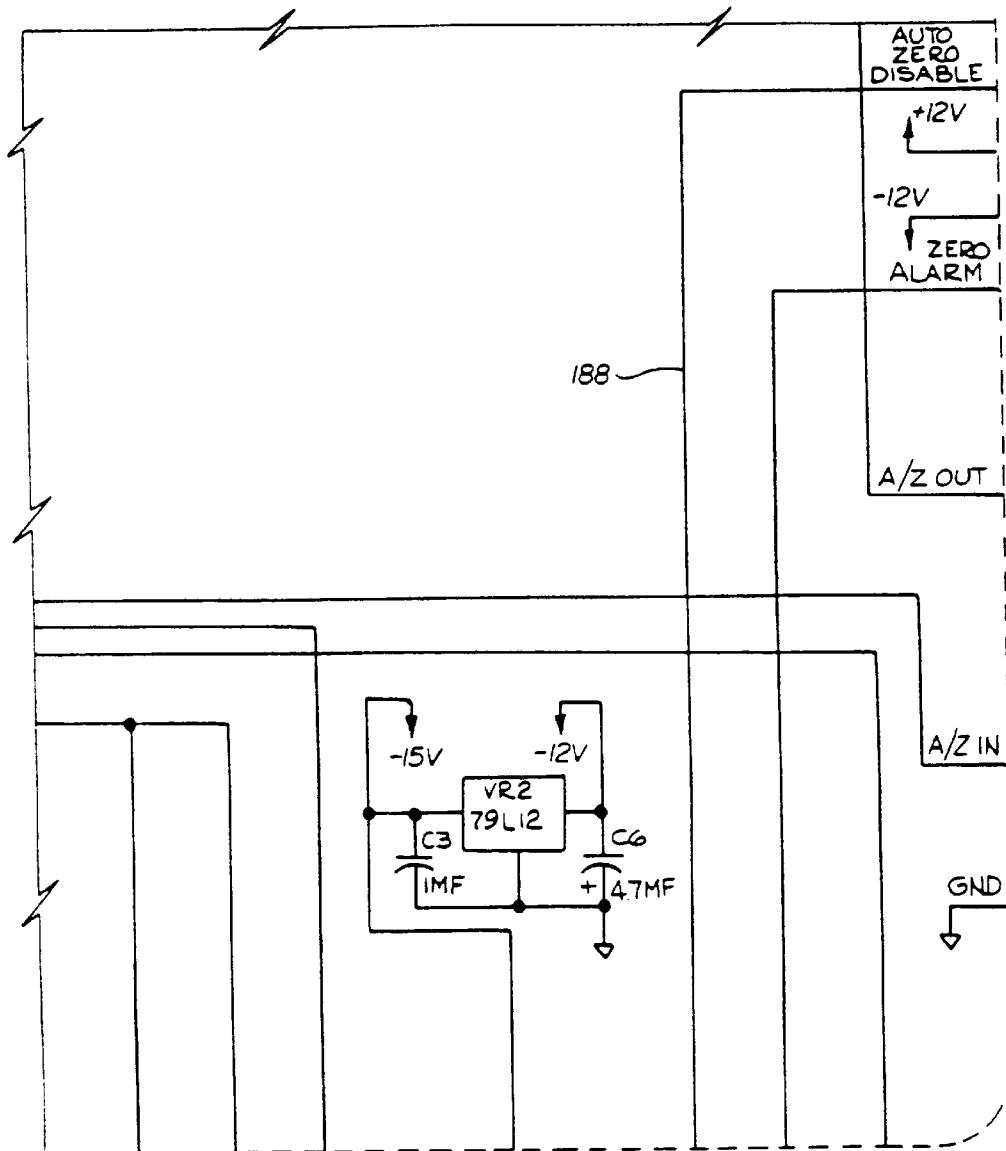 AUTO
ZERO
DISABLE
+12V
-12V
ZERO
ALARM
188
A/Z OUT
-15V
-12V
A/Z IN
VR2
79L12
C3
1MF
C6
+ 4.7MF
GND